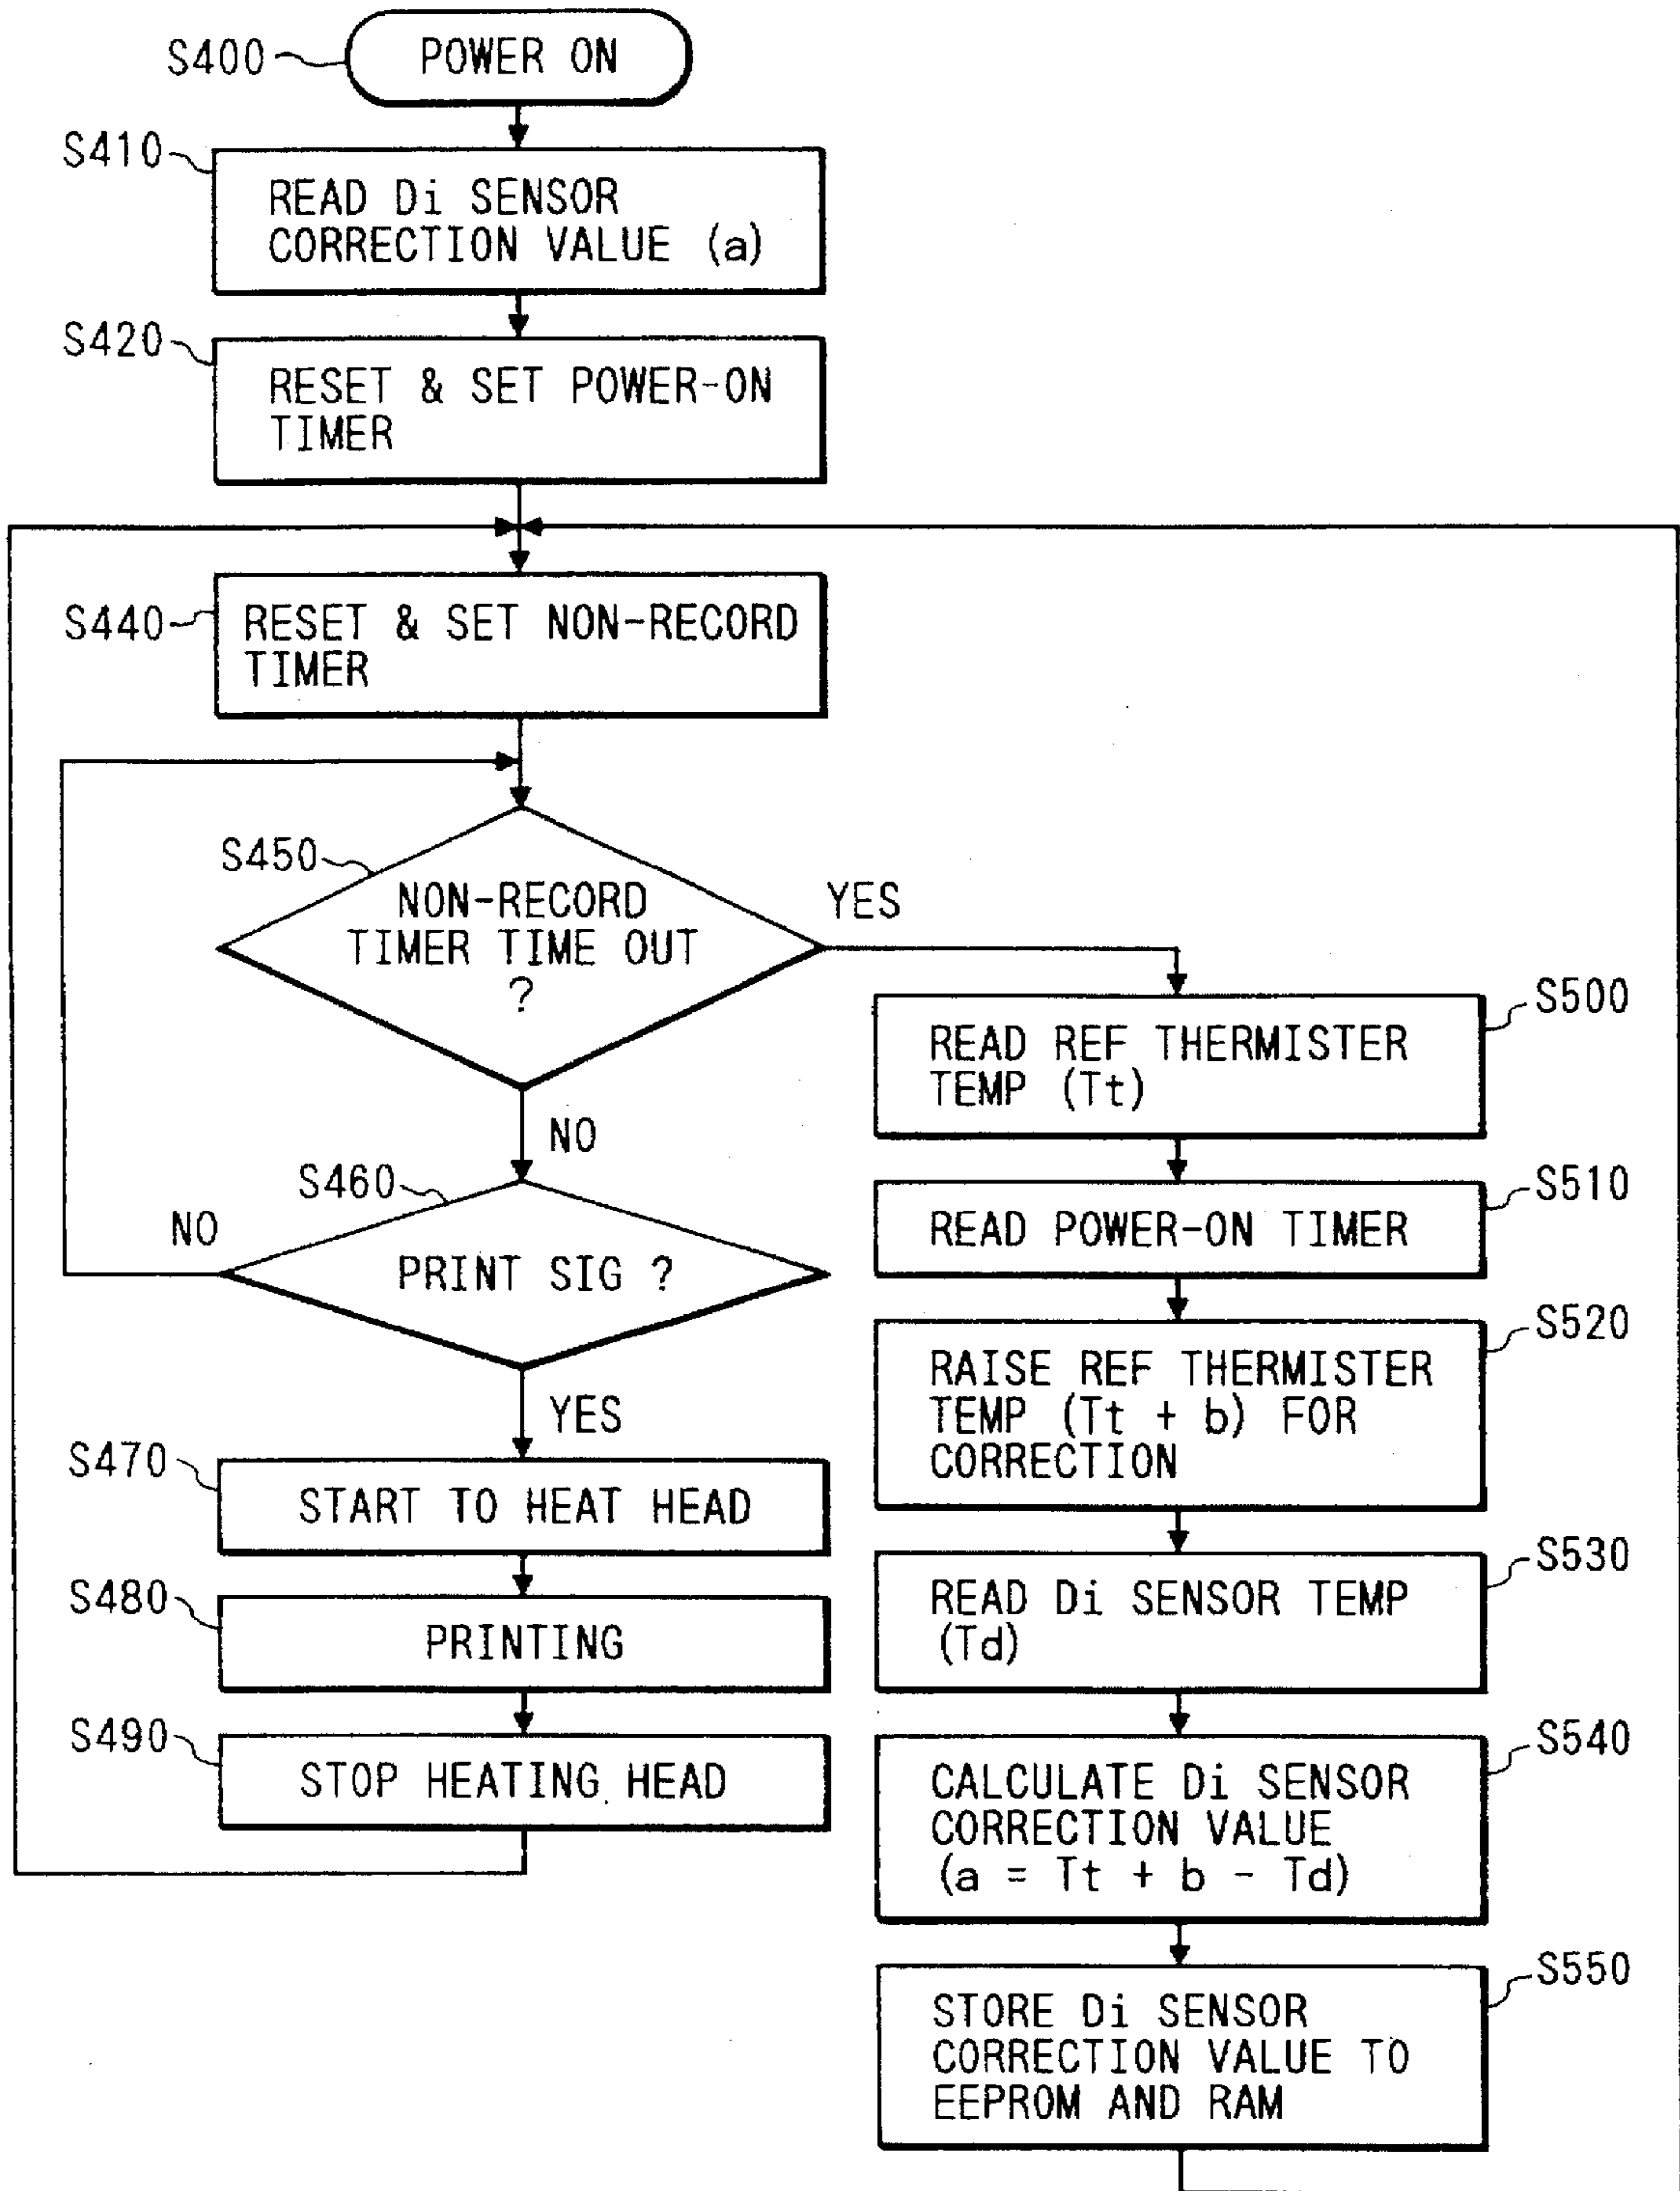 S400
POWER ON
S410
READ Di SENSOR
CORRECTION VALUE (a)
S420
RESET & SET POWER-ON
TIMER
S440
RESET & SET NON-RECORD
TIMER
S450
NON-RECORD
TIMER TIME OUT
?
YES
NO
S460
PRINT SIG ?
NO
YES
S470
START TO HEAT HEAD
S480
PRINTING
S490
STOP HEATING HEAD
S500
READ REF THERMISTER
TEMP (Tt)
S510
READ POWER-ON TIMER
S520
RAISE REF THERMISTER
TEMP (Tt + b) FOR
CORRECTION
S530
READ Di SENSOR TEMP
(Td)
S540
CALCULATE Di SENSOR
CORRECTION VALUE
(a = Tt + b - Td)
S550
STORE Di SENSOR
CORRECTION VALUE TO
EEPROM AND RAM